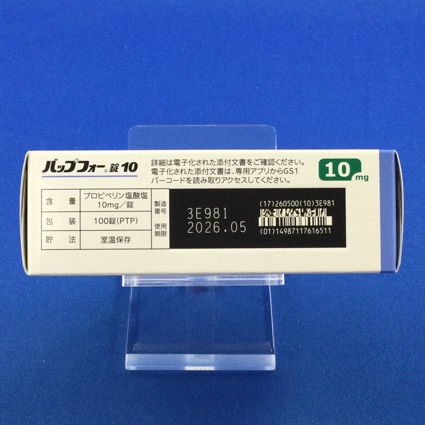 バップフォー®錠10
詳細は電子化された添付文書をご確認ください。
電子化された添付文書は、専用アプリからGS1
バーコードを読み取りアクセスしてください。
10mg
含量 プロピベリン塩酸塩
10mg/錠
包装 100錠(PTP)
貯法 室温保存
製造番号 3E981
使用期限 2026.05
(17)260500(10)3E981
(01)14987117616511